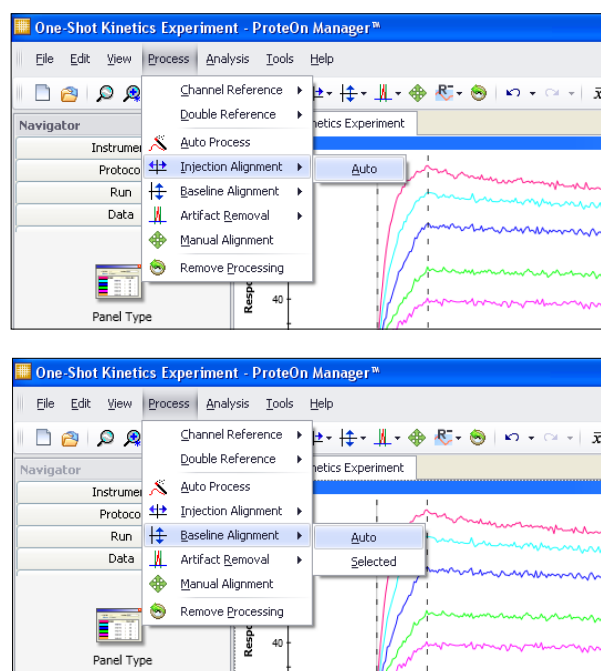 One-Shot Kinetics Experiment - ProteOn Manager™
File Edit View Process Analysis Tools Help
Navigator
Channel Reference
Double Reference
netics Experiment
Auto Process
Injection Alignment
Auto
Baseline Alignment
Artifact Removal
Manual Alignment
Remove Processing
Instrume
Protoco
Run
Data
Panel Type
Respo
40
One-Shot Kinetics Experiment - ProteOn Manager™
File Edit View Process Analysis Tools Help
Navigator
Channel Reference
Double Reference
netics Experiment
Auto Process
Injection Alignment
Baseline Alignment
Auto
Selected
Artifact Removal
Manual Alignment
Remove Processing
Instrume
Protoco
Run
Data
Panel Type
Respo
40